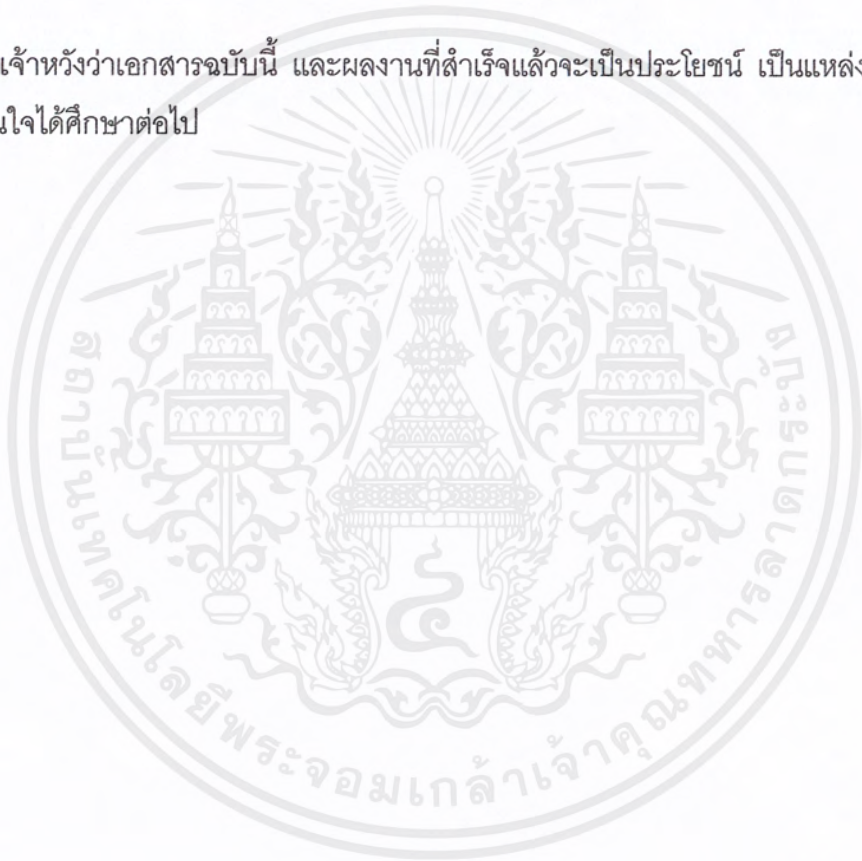 เจ้าหวังว่าเอกสารฉบับนี้ และผลงานที่สำเร็จแล้วจะเป็นประโยชน์ เป็นแหล่ง
นใจได้ศึกษาต่อไป
สถาบันเทคโนโลยีพระจอมเกล้าเจ้าคุณทหารลาดกระบัง